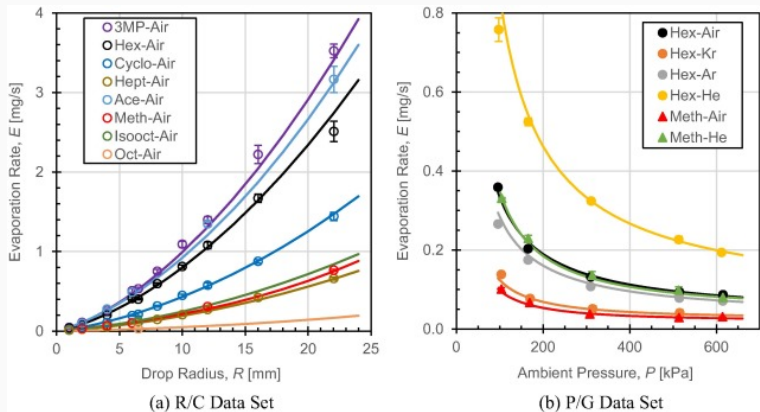 3MP-Air
Hex-Air
Cyclo-Air
Hept-Air
Ace-Air
Meth-Air
Isooct-Air
Oct-Air
Evaporation Rate, E [mg/s]
4
3
2
1
0
0 5 10 15 20 25
Drop Radius, R [mm]
(a) R/C Data Set
Hex-Air
Hex-Kr
Hex-Ar
Hex-He
Meth-Air
Meth-He
Evaporation Rate, E [mg/s]
0.8
0.6
0.4
0.2
0.0
0 200 400 600
Ambient Pressure, P [kPa]
(b) P/G Data Set